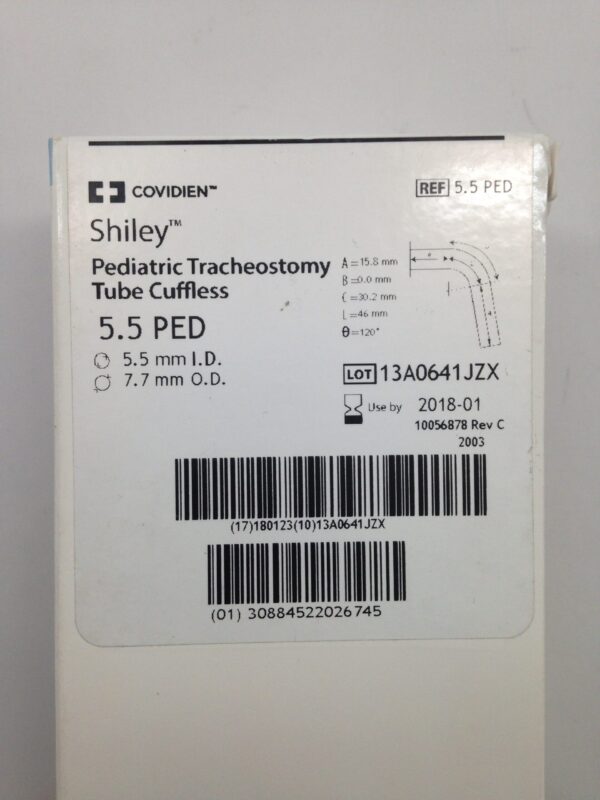 COVIDIEN™
REF 5.5 PED
Shiley™
Pediatric Tracheostomy
Tube Cuffless
5.5 PED
5.5 mm I.D.
7.7 mm O.D.
A=15.8 mm
B=0.0 mm
C=30.2 mm
L=46 mm
θ=120°
LOT 13A0641JZX
Use by 2018-01
10056878 Rev C
2003
(17)180123(10)13A0641JZX
(01) 30884522026745